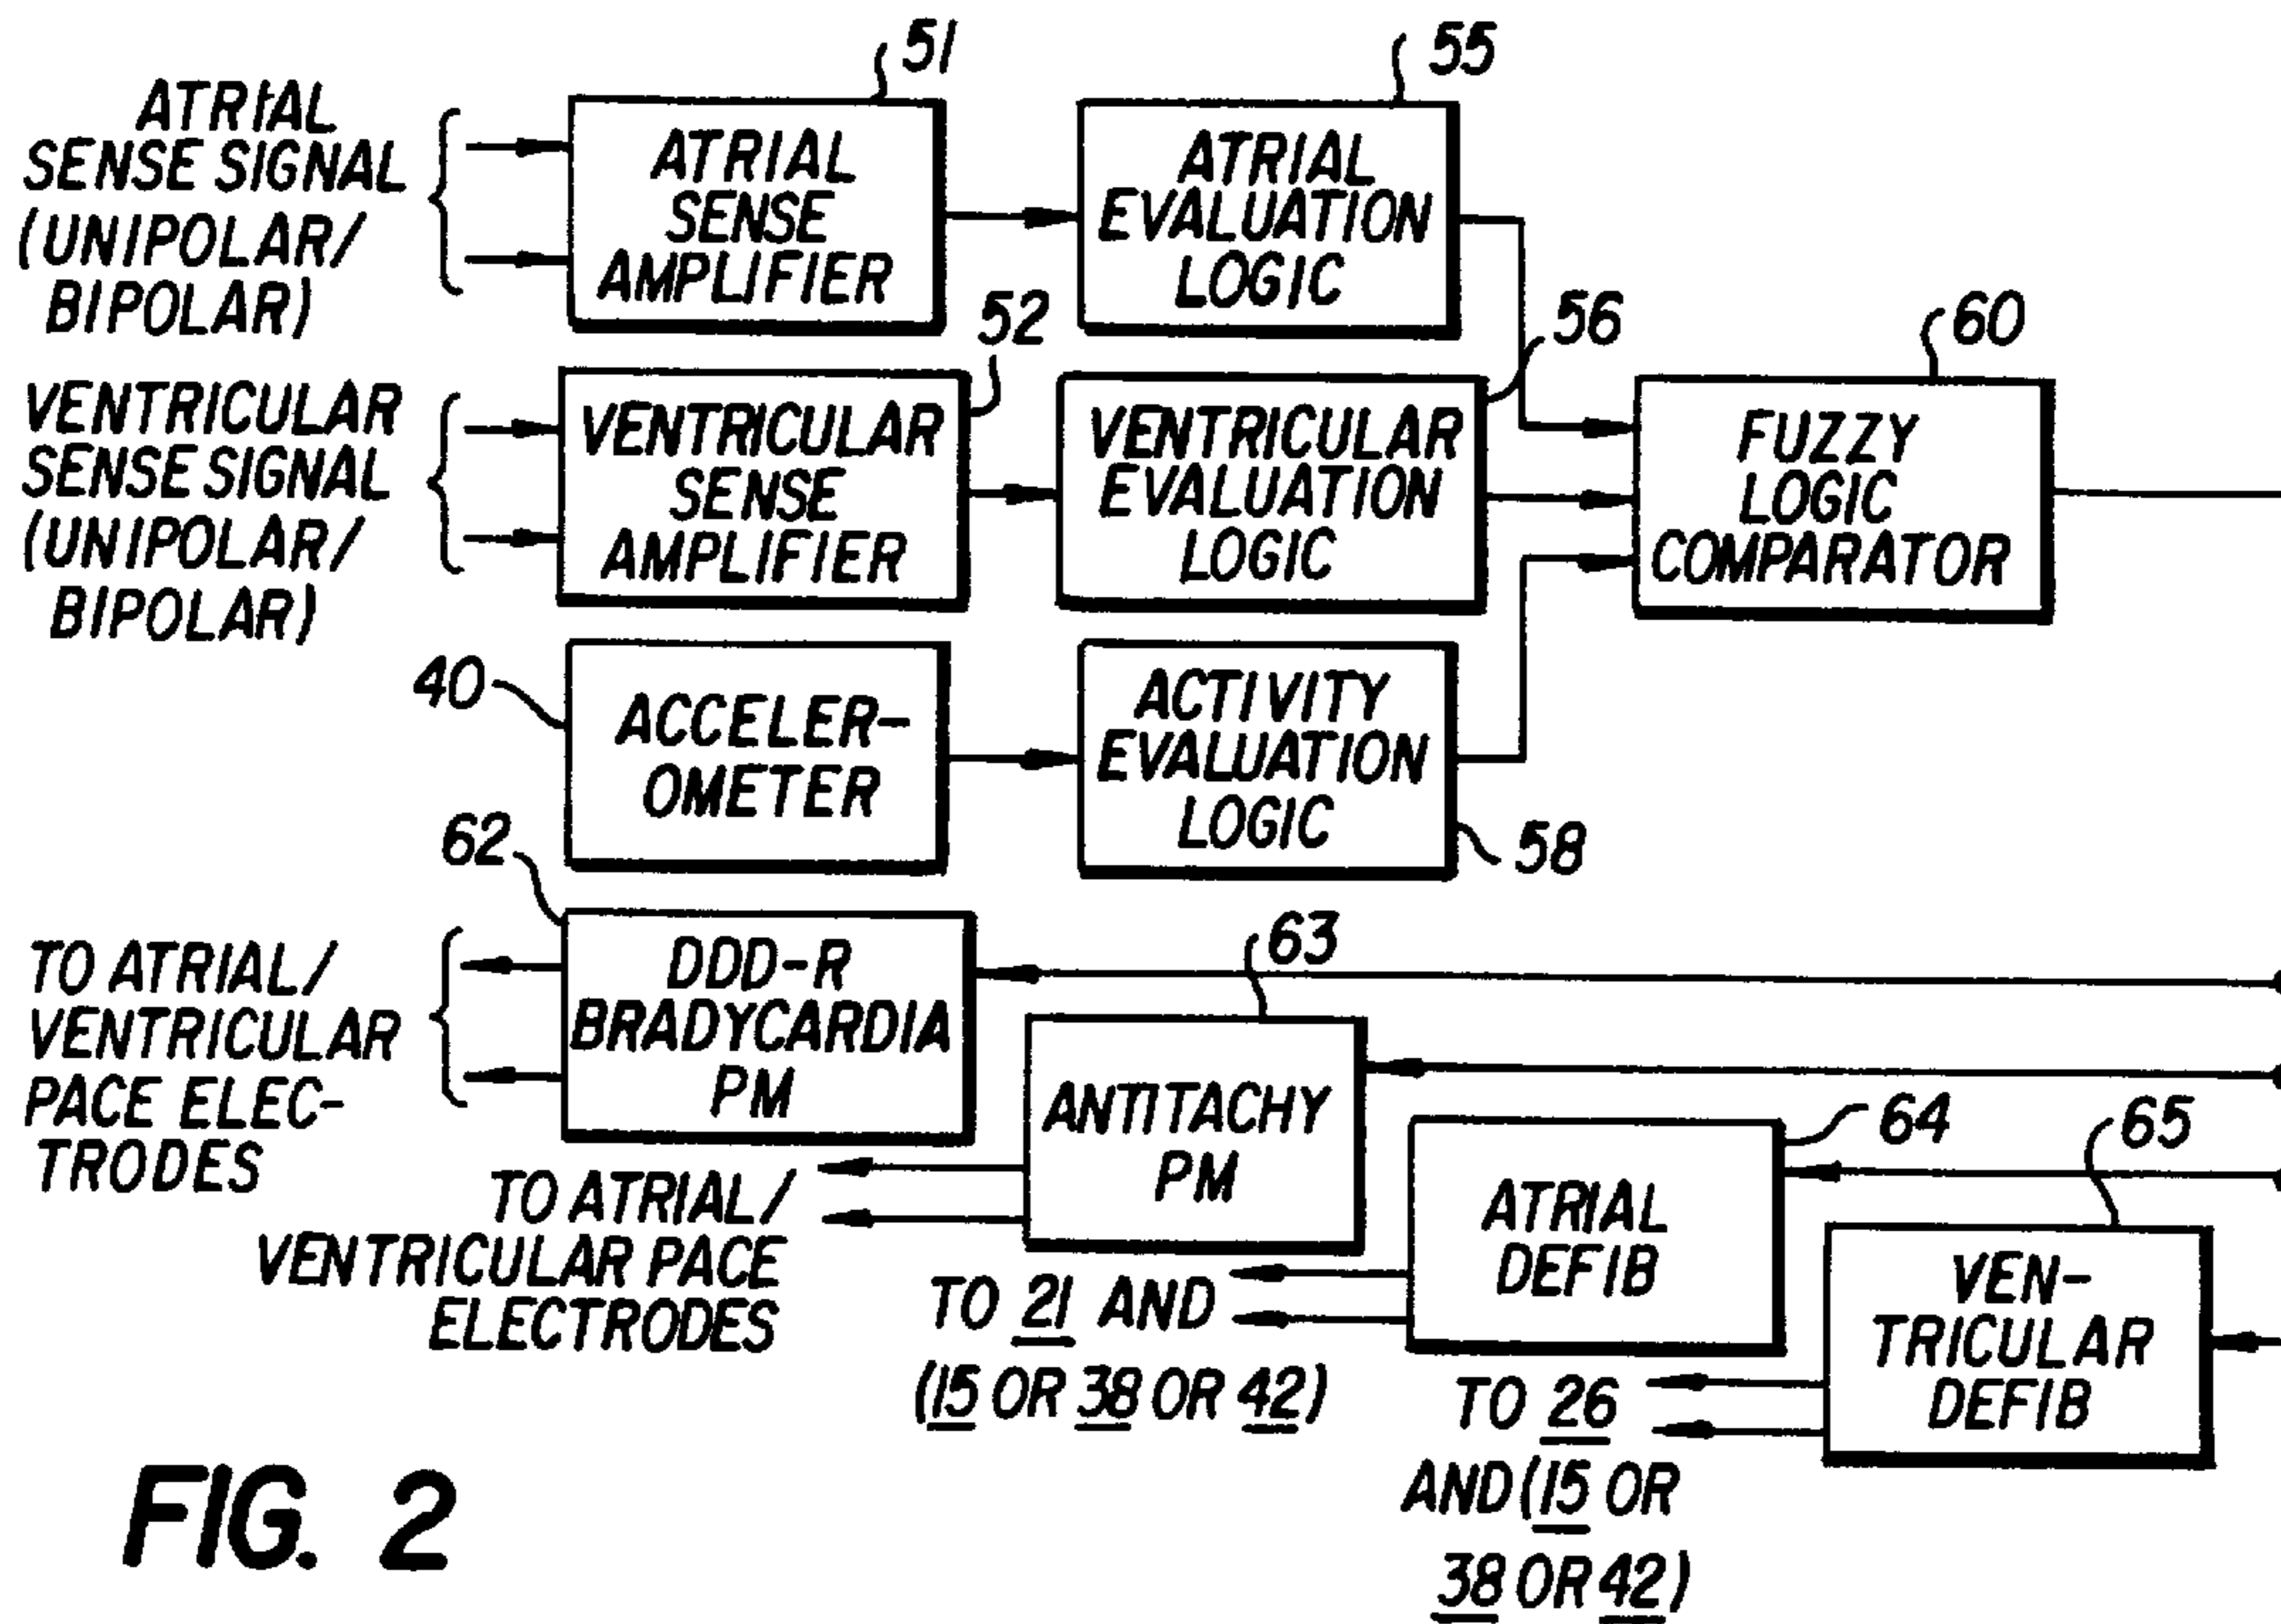 51
55
ATRIAL
SENSE SIGNAL
(UNIPOLAR/
BIPOLAR)
ATRIAL
SENSE
AMPLIFIER
ATRIAL
EVALUATION
LOGIC
52
56
60
VENTRICULAR
SENSE SIGNAL
(UNIPOLAR/
BIPOLAR)
VENTRICULAR
SENSE
AMPLIFIER
VENTRICULAR
EVALUATION
LOGIC
FUZZY
LOGIC
COMPARATOR
40
ACCELER-
OMETER
ACTIVITY
EVALUATION
LOGIC
58
62
TO ATRIAL/
VENTRICULAR
PACE ELEC-
TRODES
DDD-R
BRADYCARDIA
PM
63
ANTITACHY
PM
TO ATRIAL/
VENTRICULAR PACE
ELECTRODES
64
ATRIAL
DEFIB
TO 21 AND
(15 OR 38 OR 42)
65
VEN-
TRICULAR
DEFIB
TO 26
AND (15 OR
38 OR 42)
FIG. 2